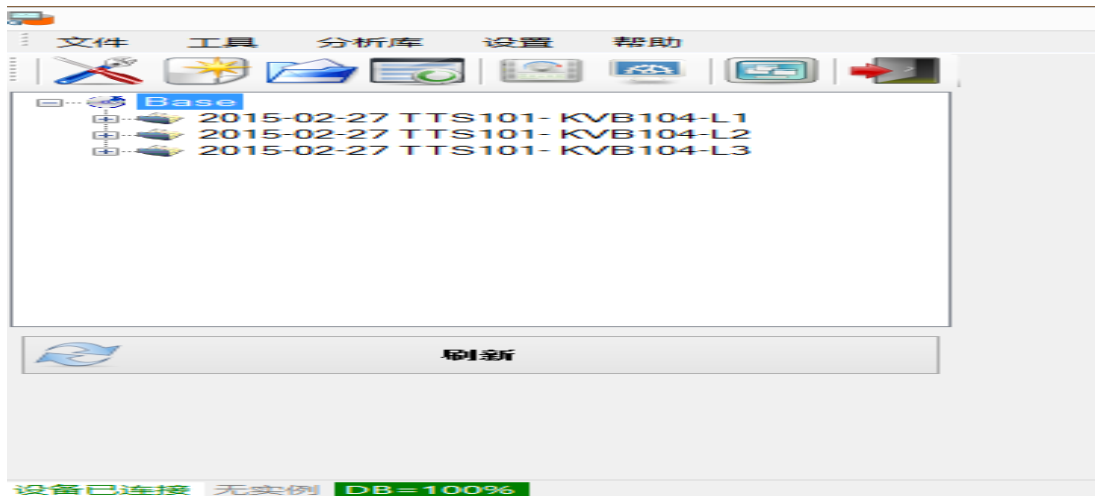 文件 工具 分析库 设置 帮助
Base
2015-02-27 TTS101- KVB104-L1
2015-02-27 TTS101- KVB104-L2
2015-02-27 TTS101- KVB104-L3
刷新
设备已连接 无实例 DB=100%